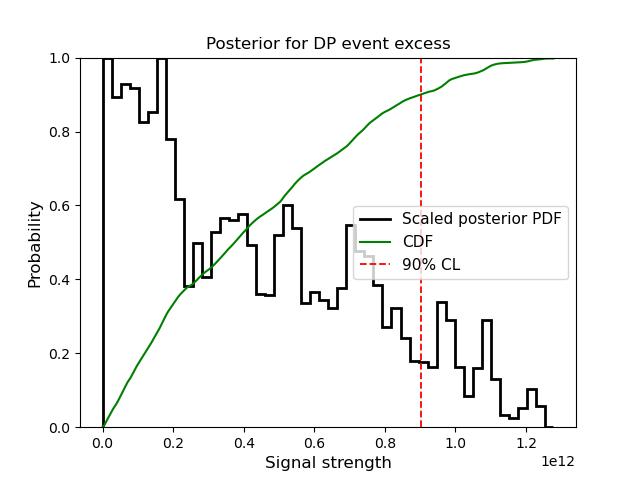 Posterior for DP event excess
Probability
1.0
0.8
0.6
0.4
0.2
0.0
Scaled posterior PDF
CDF
90% CL
0.0 0.2 0.4 0.6 0.8 1.0 1.2
1e12
Signal strength